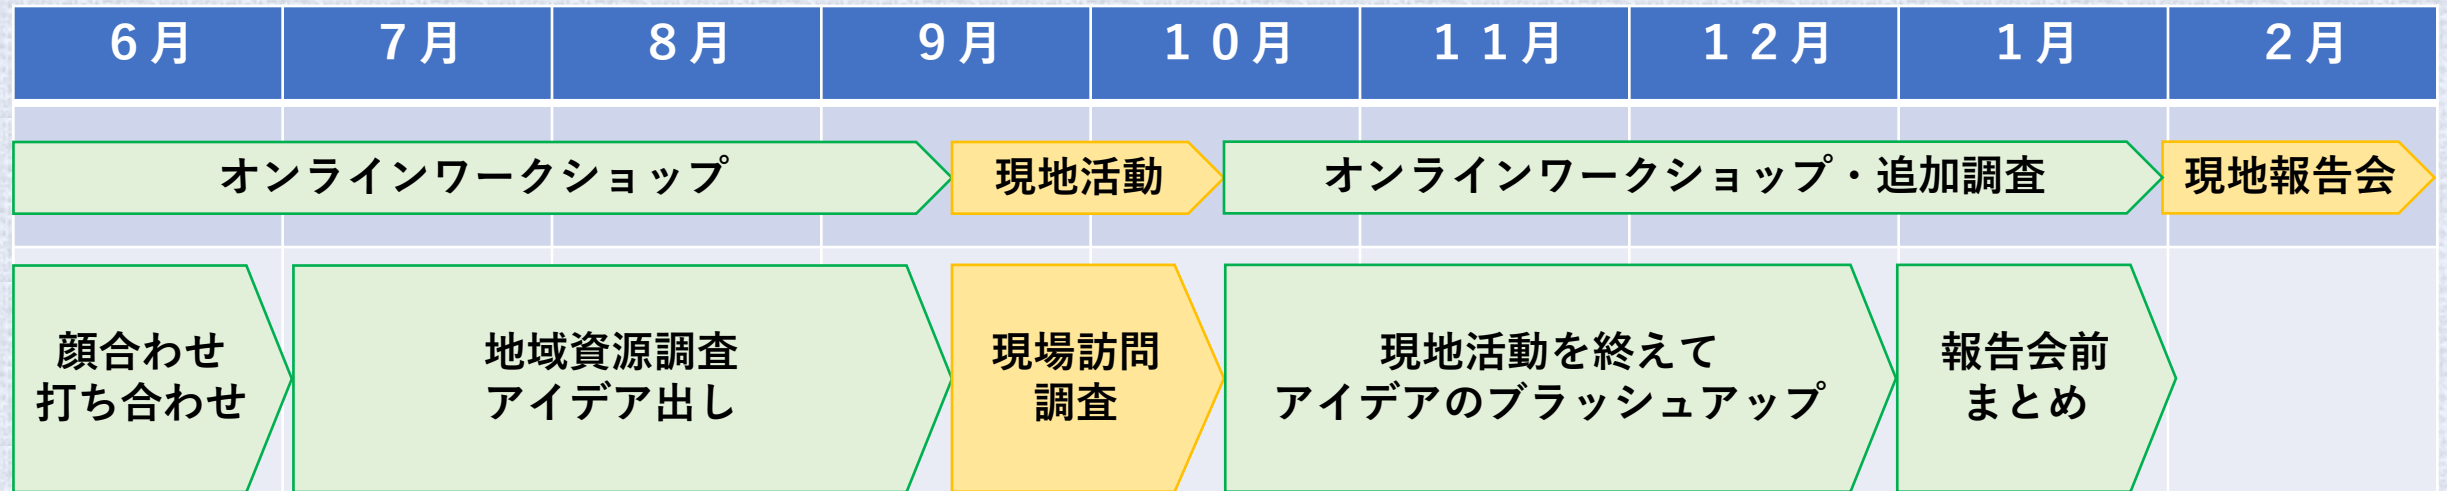 ６月 ７月 ８月 ９月 １０月 １１月 １２月 １月 ２月
オンラインワークショップ 現地活動 オンラインワークショップ・追加調査 現地報告会
顔合わせ
打ち合わせ
地域資源調査
アイデア出し
現場訪問
調査
現地活動を終えて
アイデアのブラッシュアップ
報告会前
まとめ